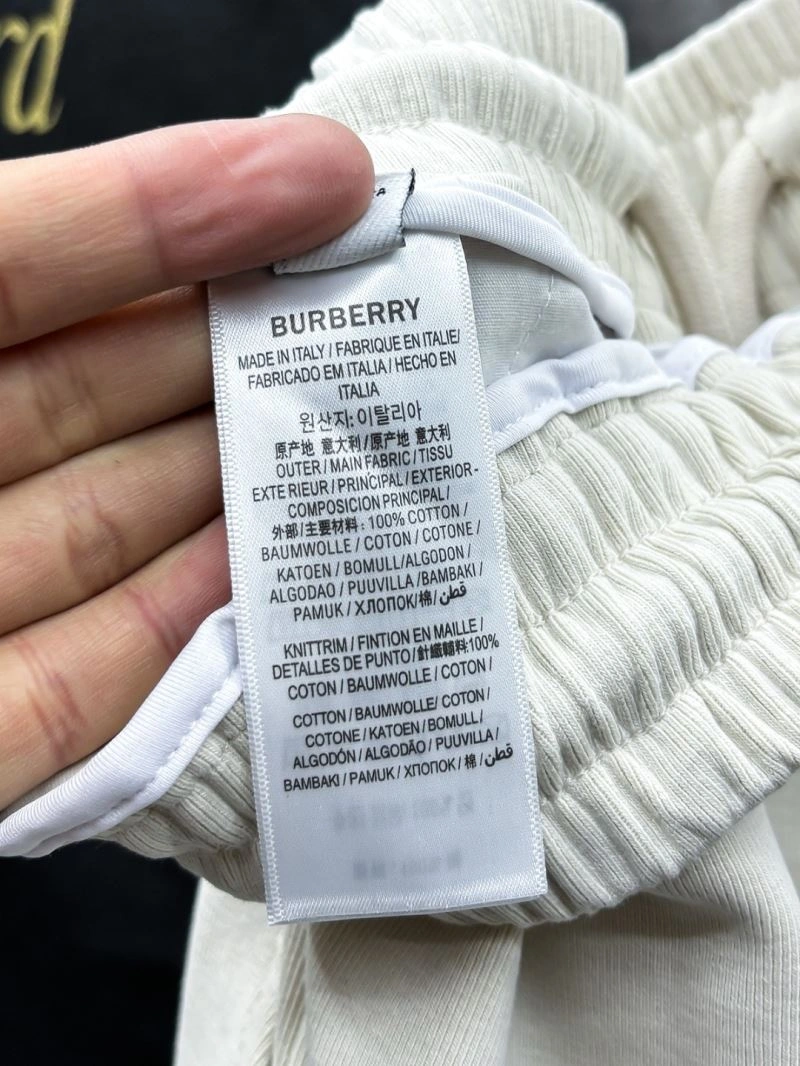 rd
BURBERRY
MADE IN ITALY / FABRIQUE EN ITALIE/
FABRICADO EM ITALIA / HECHO EN
ITALIA
원산지: 이탈리아
原产地 意大利 / 原产地 意大利
OUTER / MAIN FABRIC / TISSU
EXTE RIEUR / PRINCIPAL / EXTERIOR-
COMPOSICION PRINCIPAL /
外部 / 主要材料 : 100% COTTON /
BAUMWOLLE / COTON / COTONE /
KATOEN / BOMULL/ALGODON /
ALGODAO / PUUVILLA / BAMBAKI /
PAMUK / ХЛОПОК/棉/قطن
KNITTRIM / FINTION EN MAILLE /
DETALLES DE PUNTO / 針織輔料:100%
COTON / BAUMWOLLE / COTON /
COTTON / BAUMWOLLE/ COTON /
COTONE / KATOEN / BOMULL /
ALGODÓN / ALGODÃO / PUUVILLA /
BAMBAKI / PAMUK / ХЛОПОК / 棉 / قطن